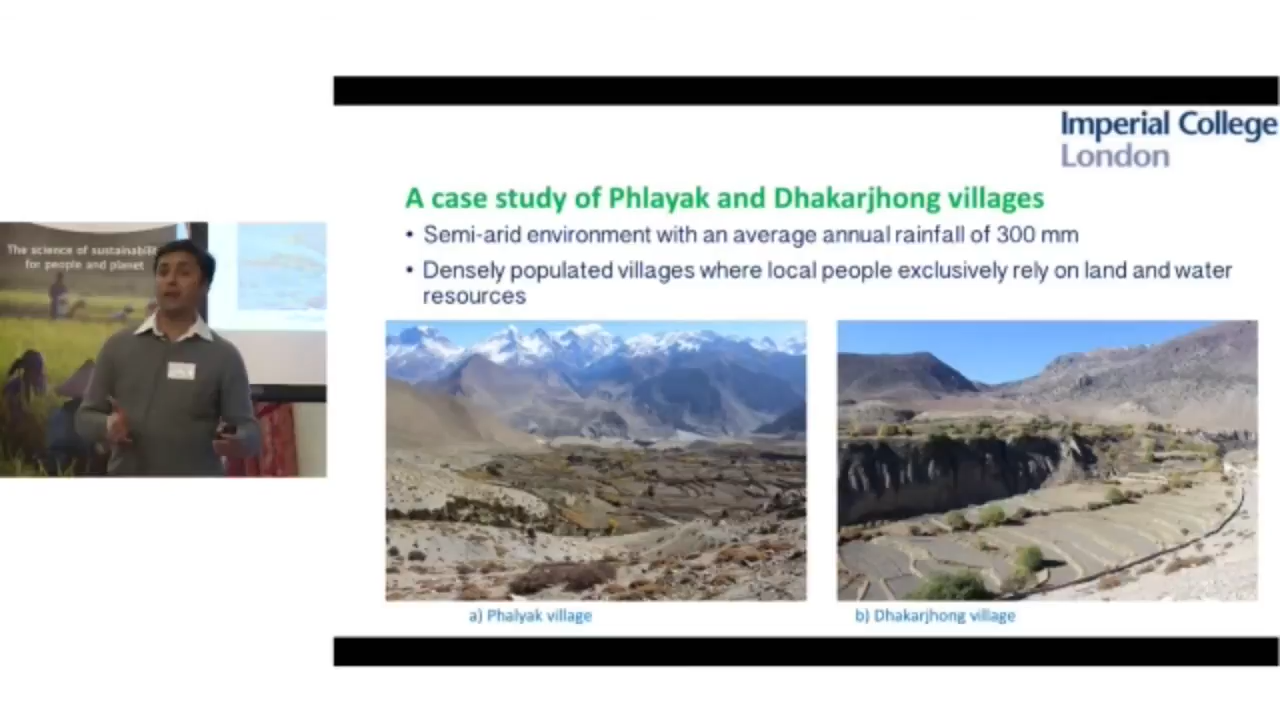 Imperial College
London
A case study of Phlayak and Dhakarjhong villages
• Semi-arid environment with an average annual rainfall of 300 mm
• Densely populated villages where local people exclusively rely on land and water
resources
The science of sustainabilit
for people and planet
a) Phalyak village
b) Dhakarjhong village